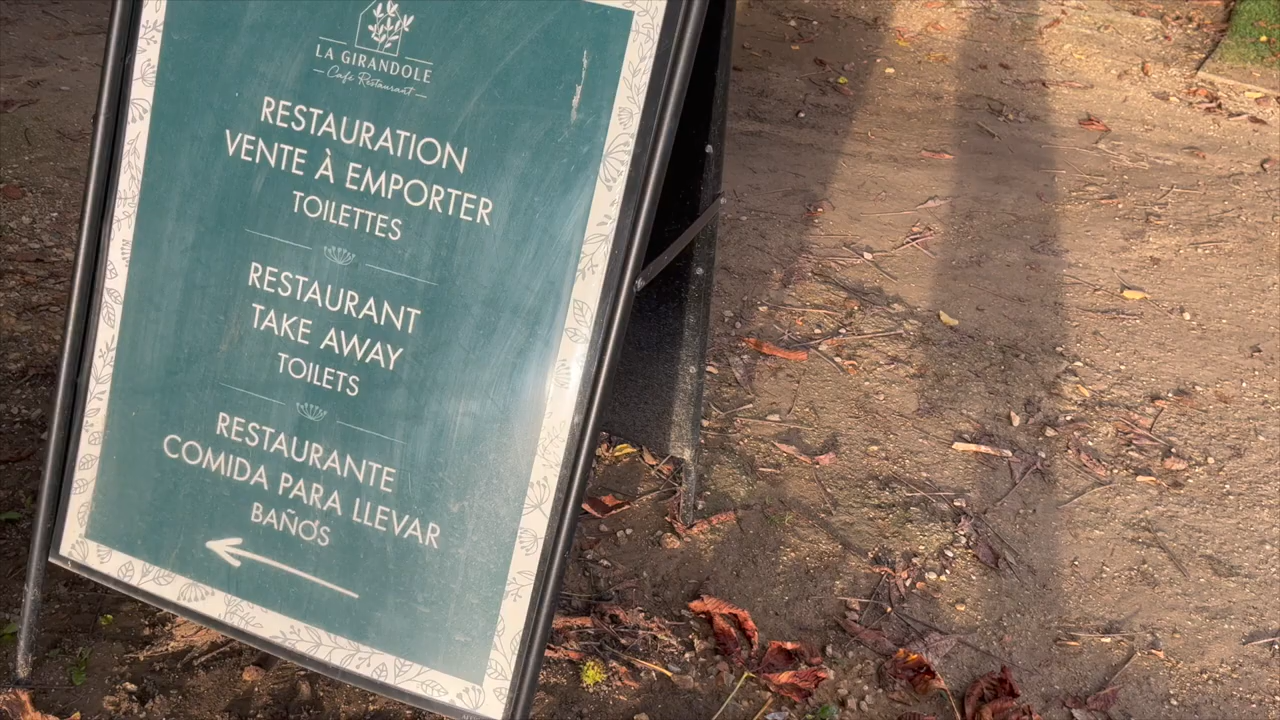 LA GIRANDOLE
Café Restaurant
RESTAURATION
VENTE À EMPORTER
TOILETTES
RESTAURANT
TAKE AWAY
TOILETS
RESTAURANTE
COMIDA PARA LLEVAR
BAÑOS